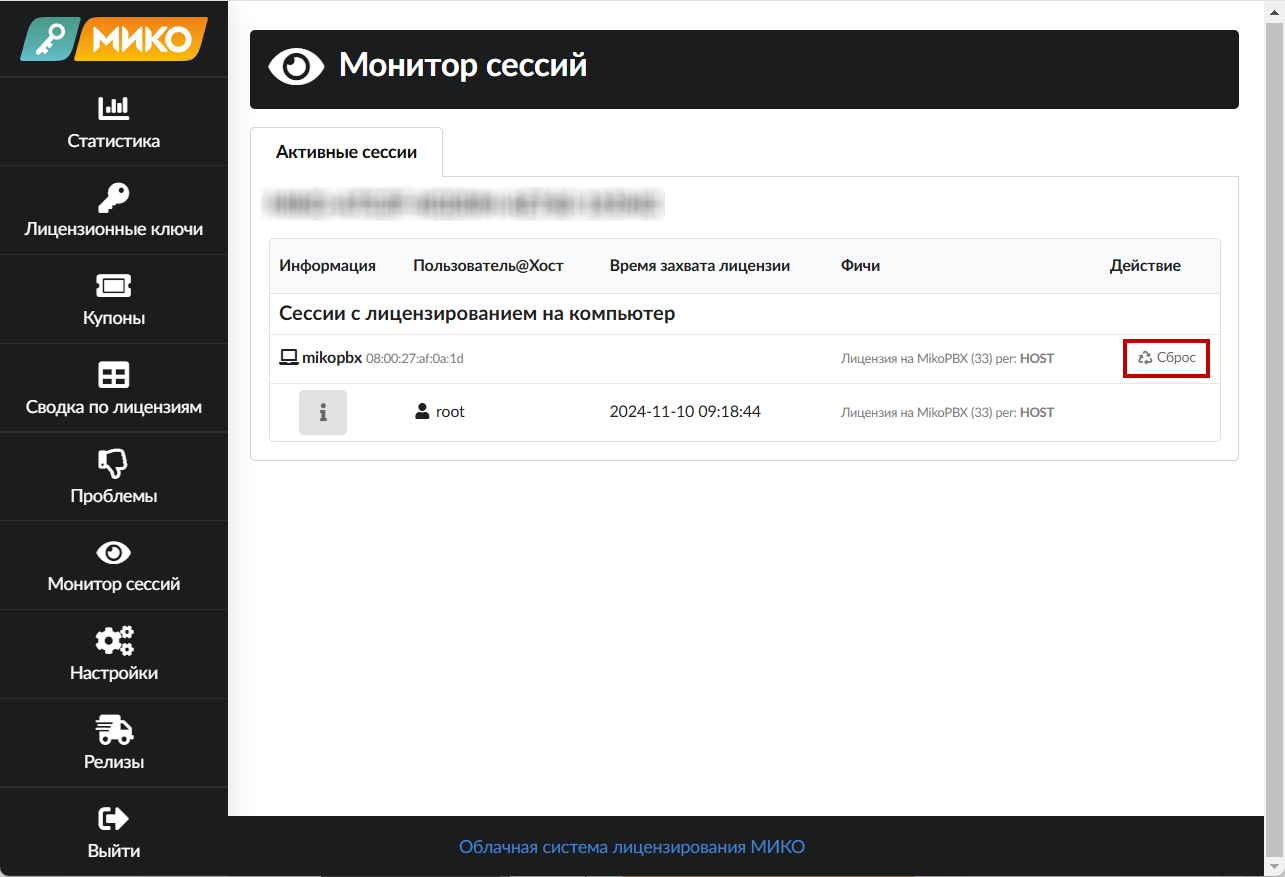 МИКО
Статистика
Лицензионные ключи
Купоны
Сводка по лицензиям
Проблемы
Монитор сессий
Настройки
Релизы
Выйти
Монитор сессий
Активные сессии
Информация Пользователь@Хост Время захвата лицензии Фичи Действие
Сессии с лицензированием на компьютер
mikopbx 08:00:27:af:0a:1d Лицензия на MikoPBX (33) per: HOST Сброс
root 2024-11-10 09:18:44 Лицензия на MikoPBX (33) per: HOST
Облачная система лицензирования МИКО